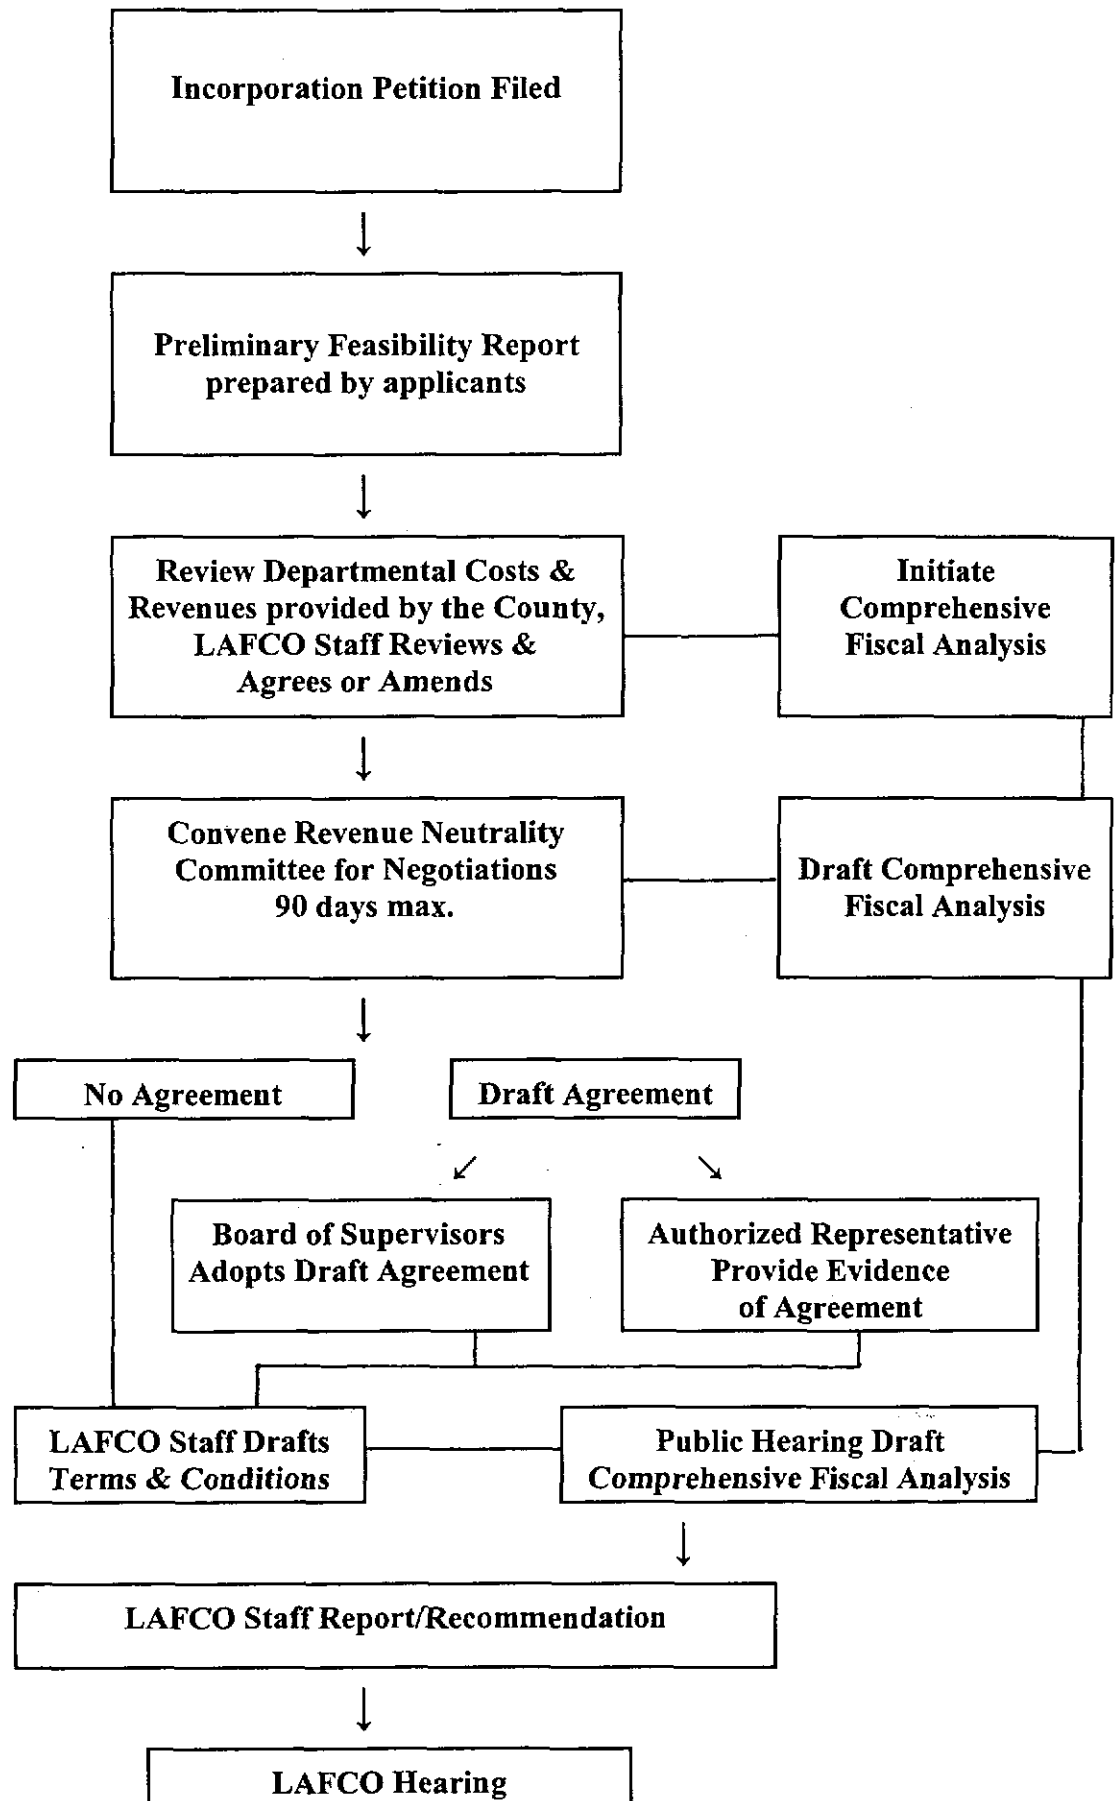 Incorporation Petition Filed
Preliminary Feasibility Report
prepared by applicants
Review Departmental Costs &
Revenues provided by the County,
LAFCO Staff Reviews &
Agrees or Amends
Initiate
Comprehensive
Fiscal Analysis
Convene Revenue Neutrality
Committee for Negotiations
90 days max.
Draft Comprehensive
Fiscal Analysis
No Agreement
Draft Agreement
Board of Supervisors
Adopts Draft Agreement
Authorized Representative
Provide Evidence
of Agreement
LAFCO Staff Drafts
Terms & Conditions
Public Hearing Draft
Comprehensive Fiscal Analysis
LAFCO Staff Report/Recommendation
LAFCO Hearing